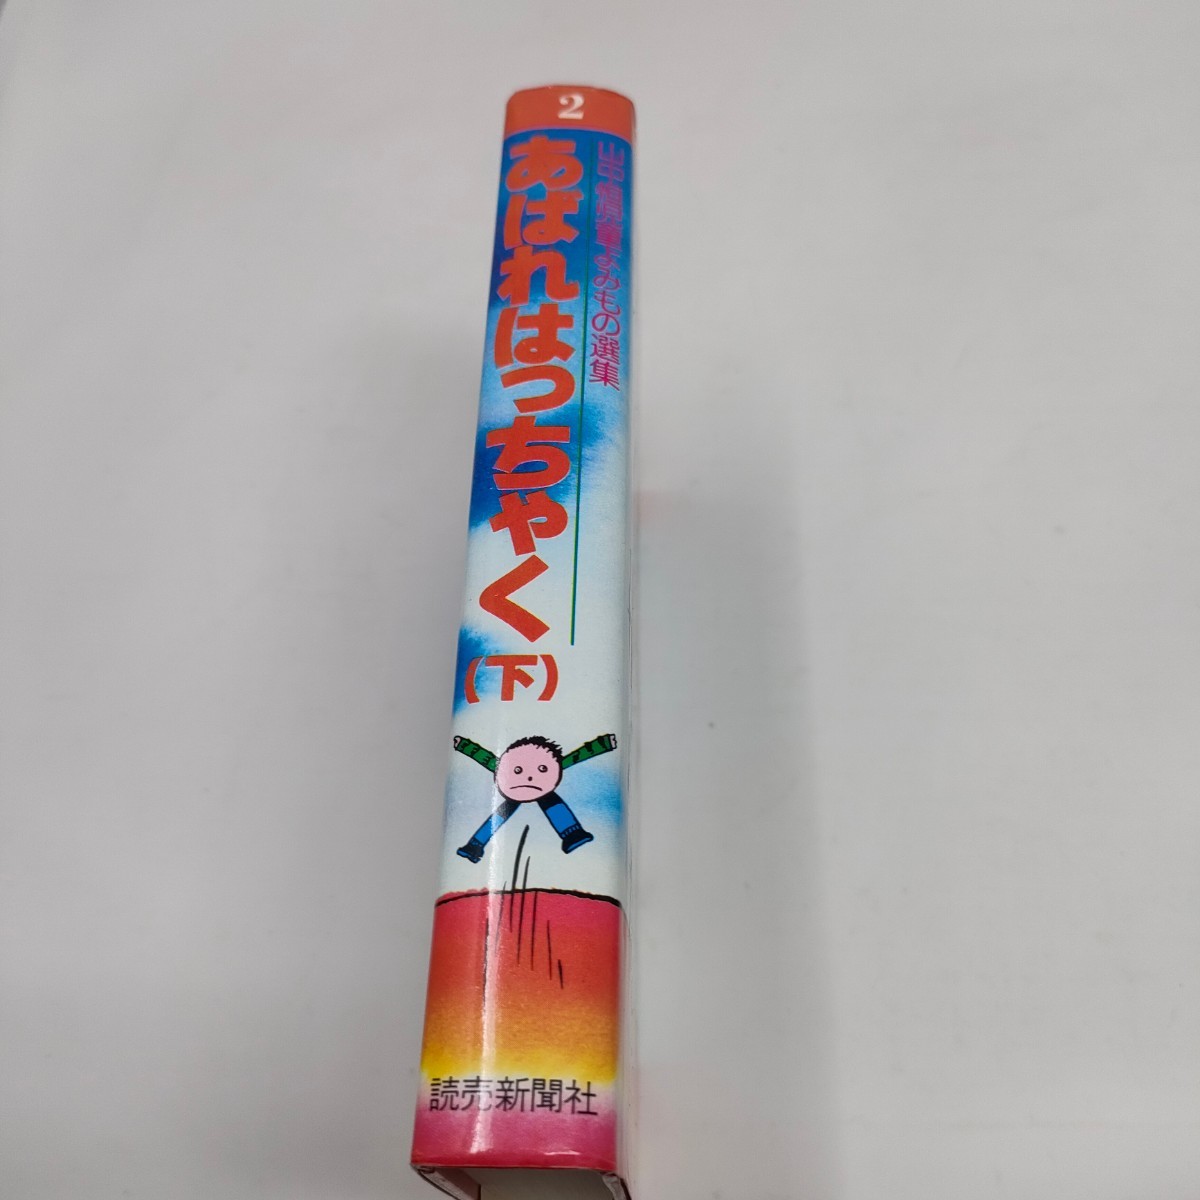 2
山中恒児童よみもの選集
あばれはっちゃく
(下)
読売新聞社